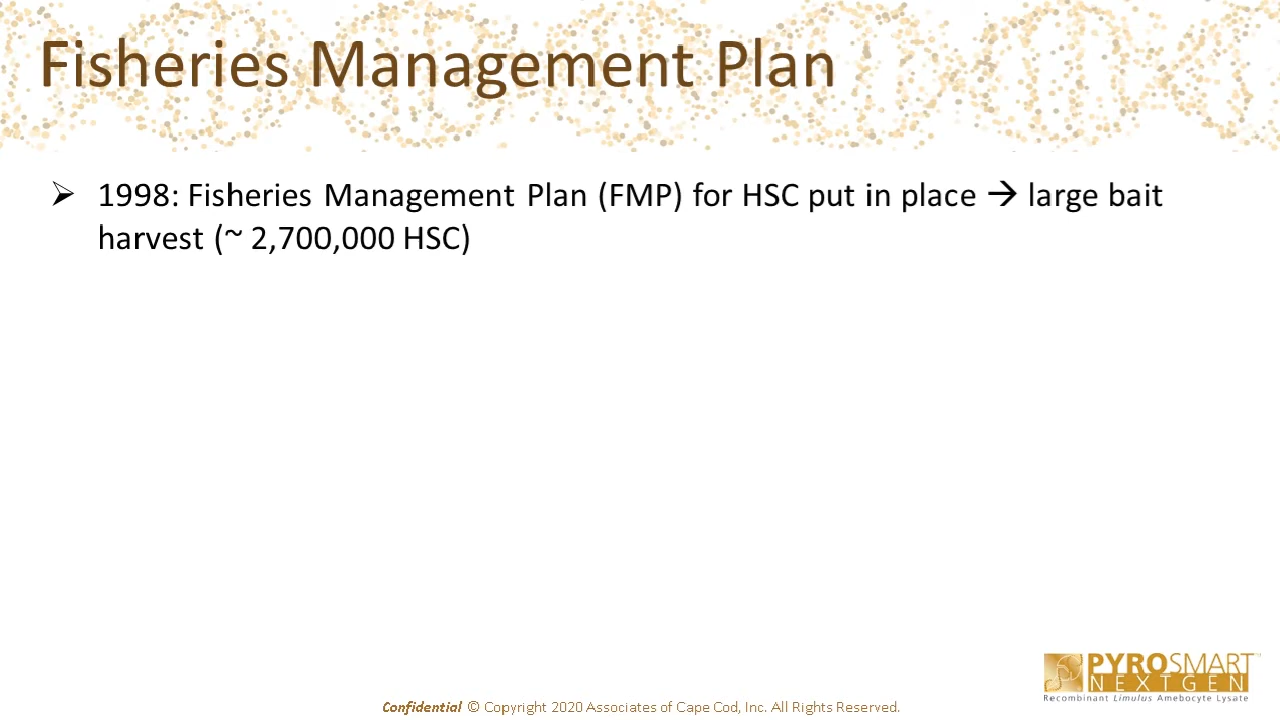 Fisheries Management Plan
➢ 1998: Fisheries Management Plan (FMP) for HSC put in place → large bait
harvest (~ 2,700,000 HSC)
PYROSMART™
NEXTGEN
Recombinant Limulus Amebocyte Lysate
Confidential © Copyright 2020 Associates of Cape Cod, Inc. All Rights Reserved.